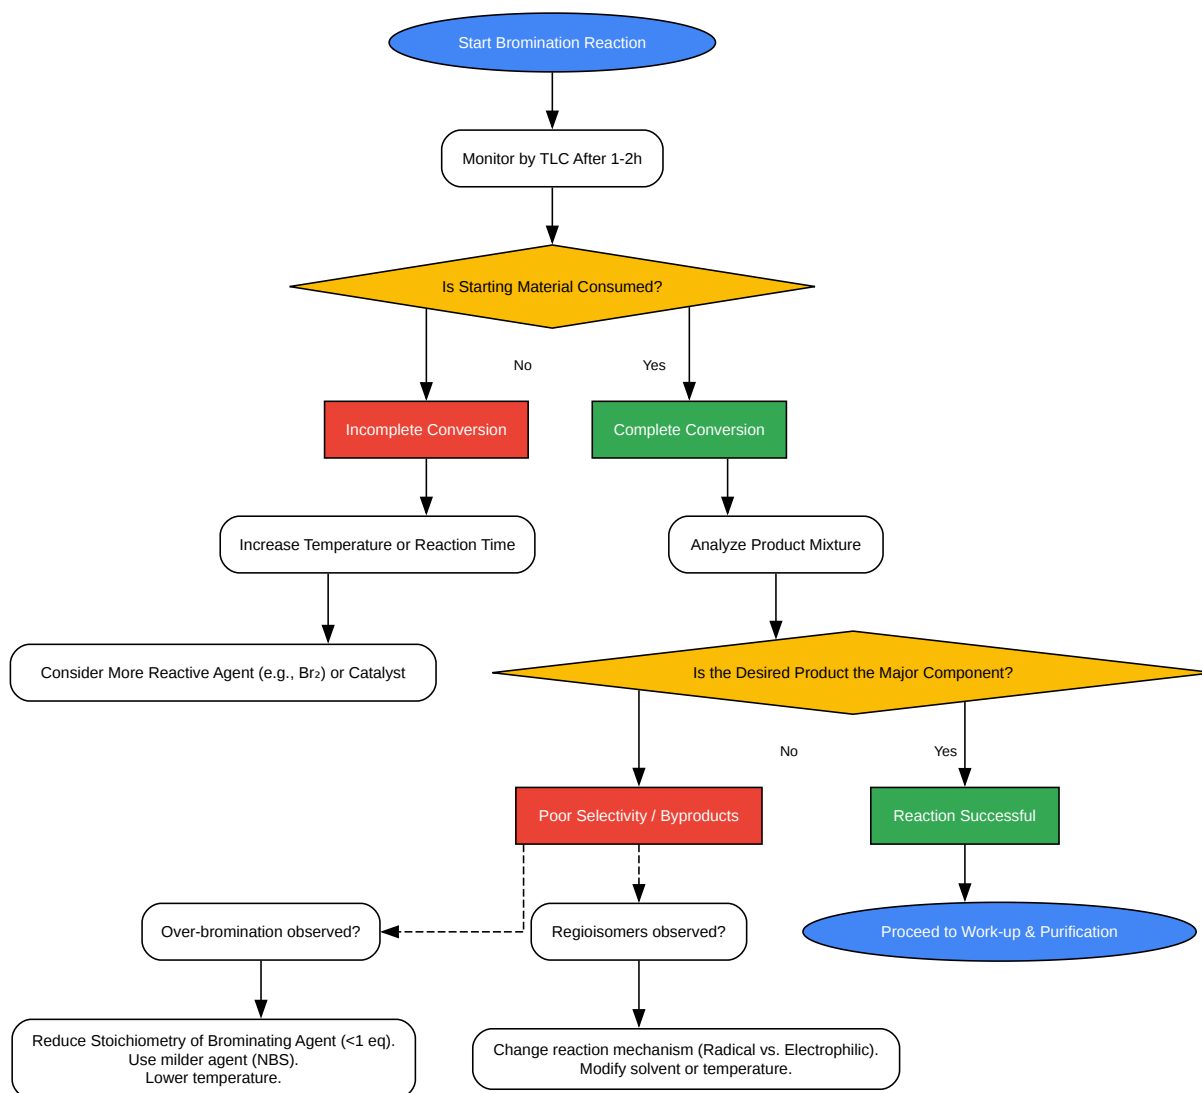 Start Bromination Reaction
Monitor by TLC After 1-2h
Is Starting Material Consumed?
No
Yes
Incomplete Conversion
Complete Conversion
Increase Temperature or Reaction Time
Analyze Product Mixture
Consider More Reactive Agent (e.g., Br₂) or Catalyst
Is the Desired Product the Major Component?
No
Yes
Poor Selectivity / Byproducts
Reaction Successful
Over-bromination observed?
Regioisomers observed?
Proceed to Work-up & Purification
Reduce Stoichiometry of Brominating Agent (<1 eq).
Use milder agent (NBS).
Lower temperature.
Change reaction mechanism (Radical vs. Electrophilic).
Modify solvent or temperature.